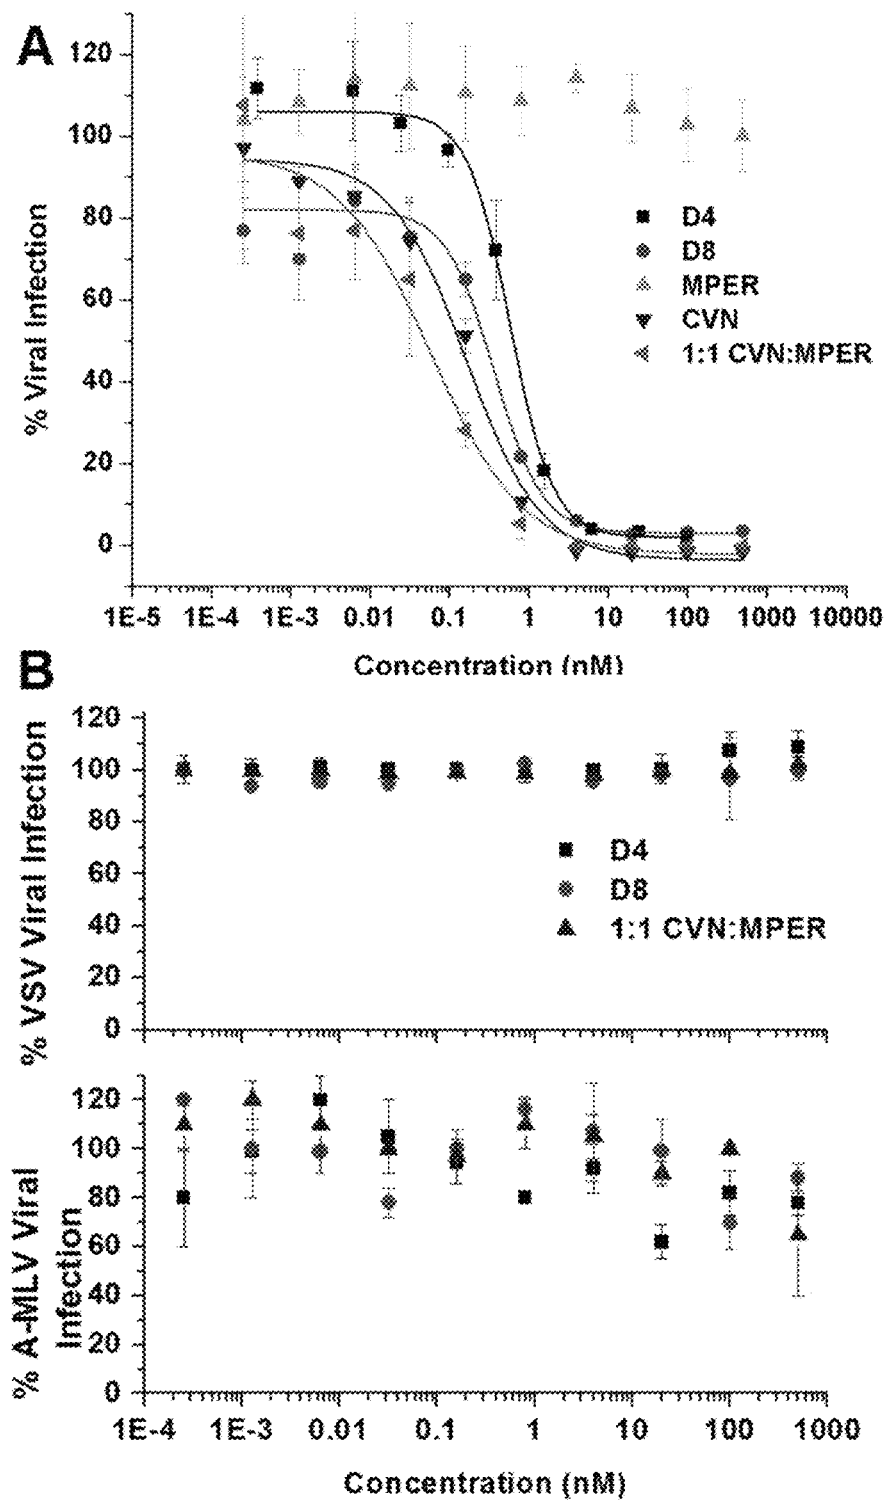 A
% Viral Infection
120
100
80
60
40
20
0
D4
D8
MPER
CVN
1:1 CVN:MPER
1E-5 1E-4 1E-3 0.01 0.1 1 10 100 1000 10000
Concentration (nM)
B
% VSV Viral Infection
120
100
80
60
40
20
0
D4
D8
1:1 CVN:MPER
% A-MLV Viral
Infection
120
100
80
60
40
20
0
1E-4 1E-3 0.01 0.1 1 10 100 1000
Concentration (nM)